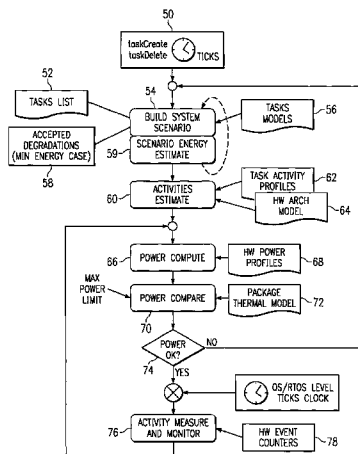 50
taskCreate
taskDelete
TICKS
52
TASKS LIST
54
BUILD SYSTEM
SCENARIO
TASKS MODELS
56
ACCEPTED
DEGRADATIONS
(MIN ENERGY CASE)
58
59
SCENARIO ENERGY
ESTIMATE
60
ACTIVITIES
ESTIMATE
TASK ACTIVITY
PROFILES
62
HW ARCH MODEL
64
66
POWER COMPUTE
HW POWER
PROFILES
68
MAX
POWER
LIMIT
POWER COMPARE
70
PACKAGE
THERMAL MODEL
72
POWER
OK?
NO
74
YES
OS/RTOS LEVEL
TICKS CLOCK
76
ACTIVITY MEASURE
AND MONITOR
HW EVENT
COUNTERS
78